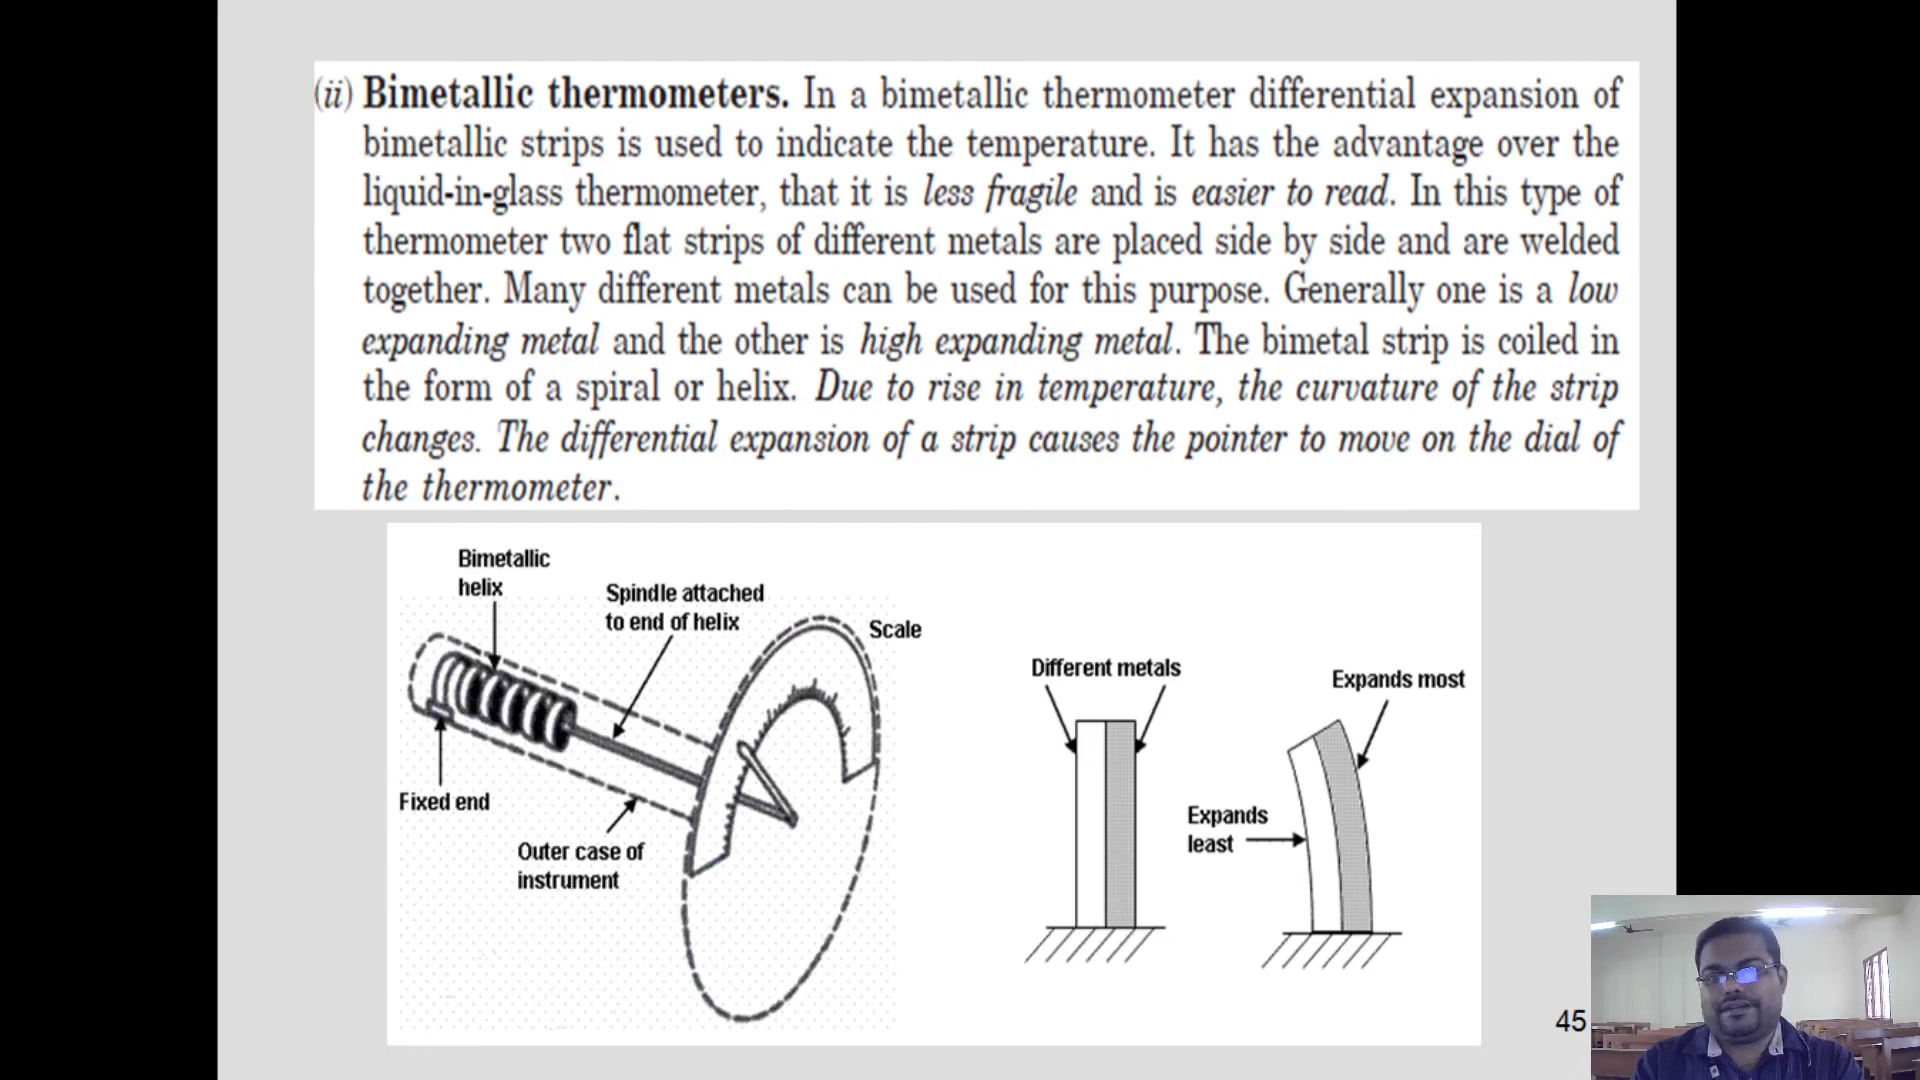 (ii) Bimetallic thermometers. In a bimetallic thermometer differential expansion of
bimetallic strips is used to indicate the temperature. It has the advantage over the
liquid-in-glass thermometer, that it is less fragile and is easier to read. In this type of
thermometer two flat strips of different metals are placed side by side and are welded
together. Many different metals can be used for this purpose. Generally one is a low
expanding metal and the other is high expanding metal. The bimetal strip is coiled in
the form of a spiral or helix. Due to rise in temperature, the curvature of the strip
changes. The differential expansion of a strip causes the pointer to move on the dial of
the thermometer.
Bimetallic
helix
Spindle attached
to end of helix
Scale
Fixed end
Outer case of
instrument
Different metals
Expands most
Expands
least
45